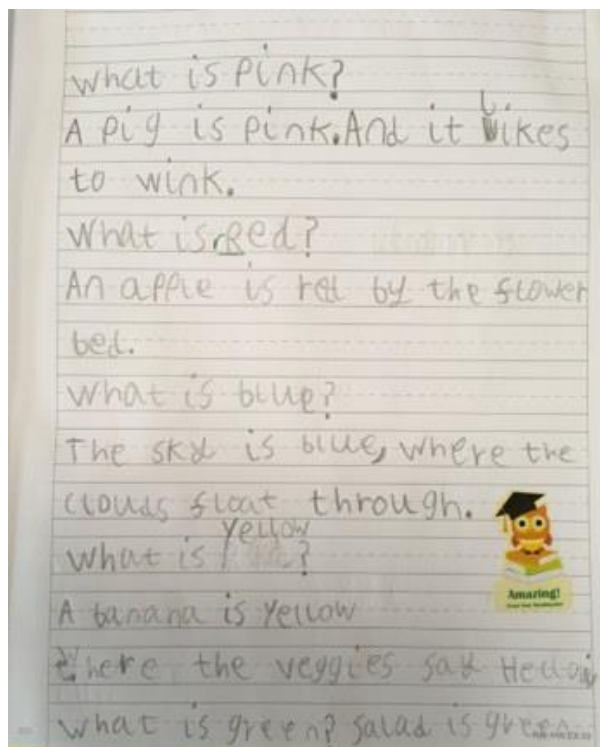 What is pink?
A pig is pink. And it likes
to wink.
What is red?
An apple is red by the flower
bed.
What is blue?
The sky is blue, where the
clouds float through.
What is yellow?
Amazing!
A banana is yellow
where the veggies say Hello
What is green? salad is green